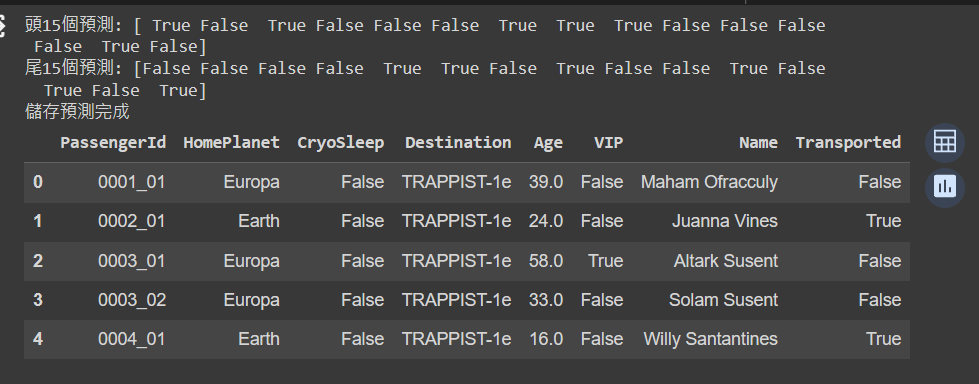 頭15個預測: [ True False  True False False False  True  True  True False False False
 False  True False]
尾15個預測: [False False False False  True  True False  True False False  True False
  True False  True]
儲存預測完成
PassengerId HomePlanet CryoSleep Destination Age VIP Name Transported
0 0001_01 Europa False TRAPPIST-1e 39.0 False Maham Ofracculy False
1 0002_01 Earth False TRAPPIST-1e 24.0 False Juanna Vines True
2 0003_01 Europa False TRAPPIST-1e 58.0 True Altark Susent False
3 0003_02 Europa False TRAPPIST-1e 33.0 False Solam Susent False
4 0004_01 Earth False TRAPPIST-1e 16.0 False Willy Santantines True